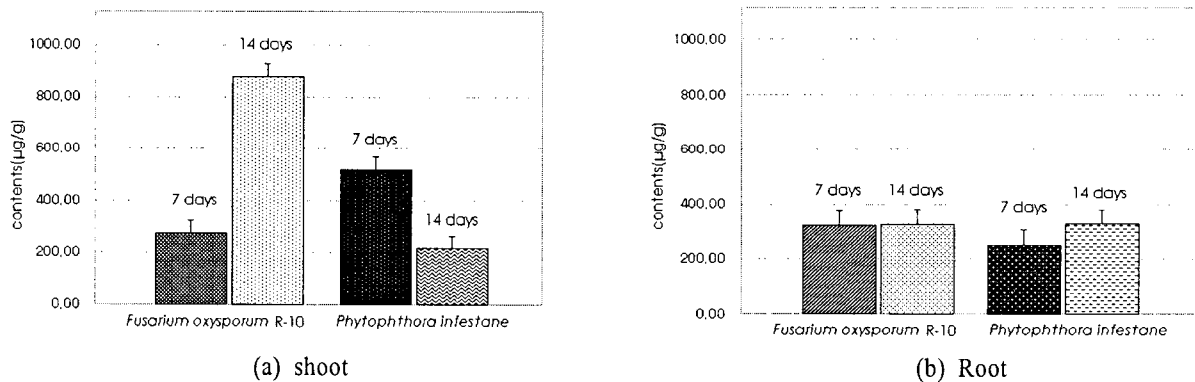 1000,00
800,00
600,00
400,00
200,00
0,00
contents(µg/g)
7 days
14 days
7 days
14 days
Fusarium oxysporum R-10
Phytophthora infestane
(a) shoot
1000,00
800,00
600,00
400,00
200,00
0,00
contents(µg/g)
7 days
14 days
7 days
14 days
Fusarium oxysporum R-10
Phytophthora infestane
(b) Root